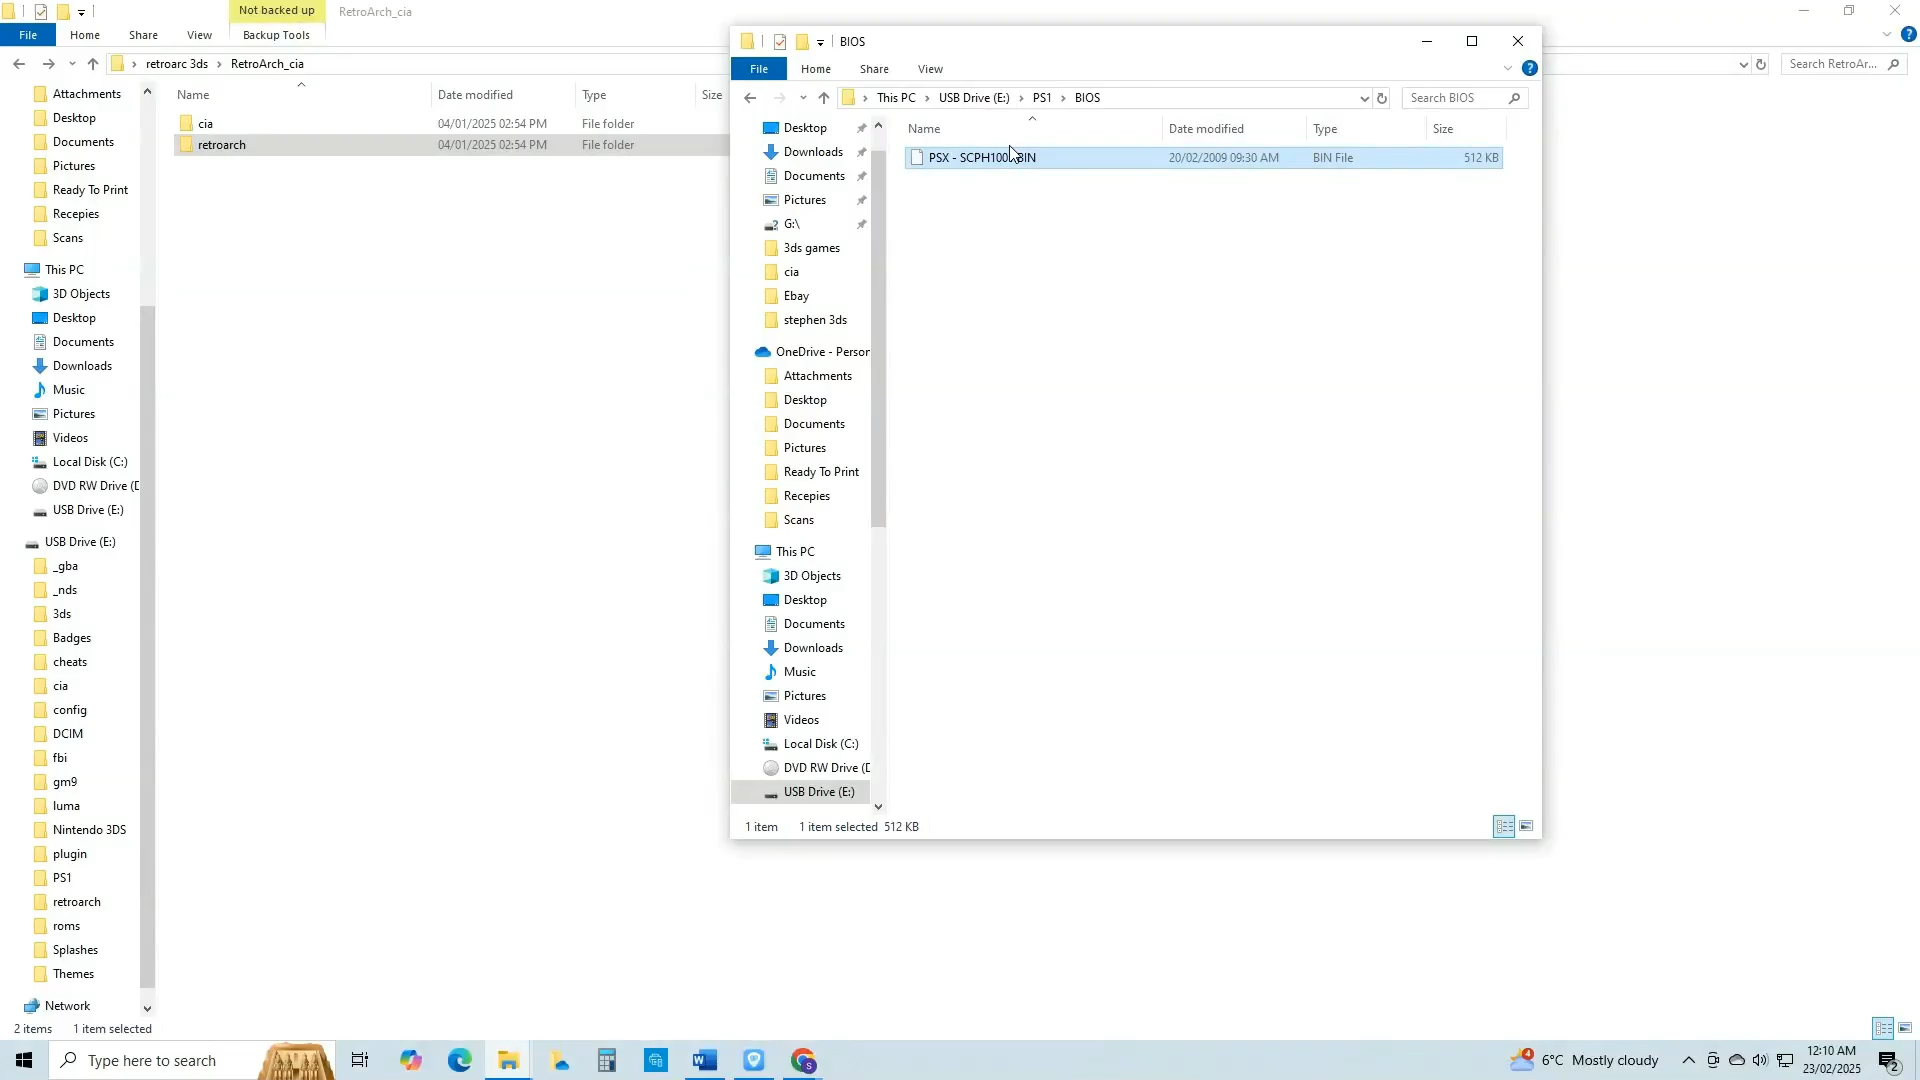 Not backed up
RetroArch_cia
File
Home
Share
View
Backup Tools
retroarc 3ds
RetroArch_cia
Search RetroAr...
Attachments
Desktop
Documents
Pictures
Ready To Print
Recepies
Scans
This PC
3D Objects
Desktop
Documents
Downloads
Music
Pictures
Videos
Local Disk (C:)
DVD RW Drive (D
USB Drive (E:)
USB Drive (E:)
_gba
_nds
3ds
Badges
cheats
cia
config
DCIM
fbi
gm9
luma
Nintendo 3DS
plugin
PS1
retroarch
roms
Splashes
Themes
Network
Name
Date modified
Type
Size
cia
04/01/2025 02:54 PM
File folder
retroarch
04/01/2025 02:54 PM
File folder
2 items
1 item selected
BIOS
File
Home
Share
View
This PC
USB Drive (E:)
PS1
BIOS
Search BIOS
Desktop
Downloads
Documents
Pictures
G:\
3ds games
cia
Ebay
stephen 3ds
OneDrive - Person
Attachments
Desktop
Documents
Pictures
Ready To Print
Recepies
Scans
This PC
3D Objects
Desktop
Documents
Downloads
Music
Pictures
Videos
Local Disk (C:)
DVD RW Drive (D
USB Drive (E:)
Name
Date modified
Type
Size
PSX -
20/02/2009 09:30 AM
BIN File
512 KB
1 item
1 item selected 512 KB
Type here to search
4
6°C Mostly cloudy
12:10 AM
23/02/2025
2